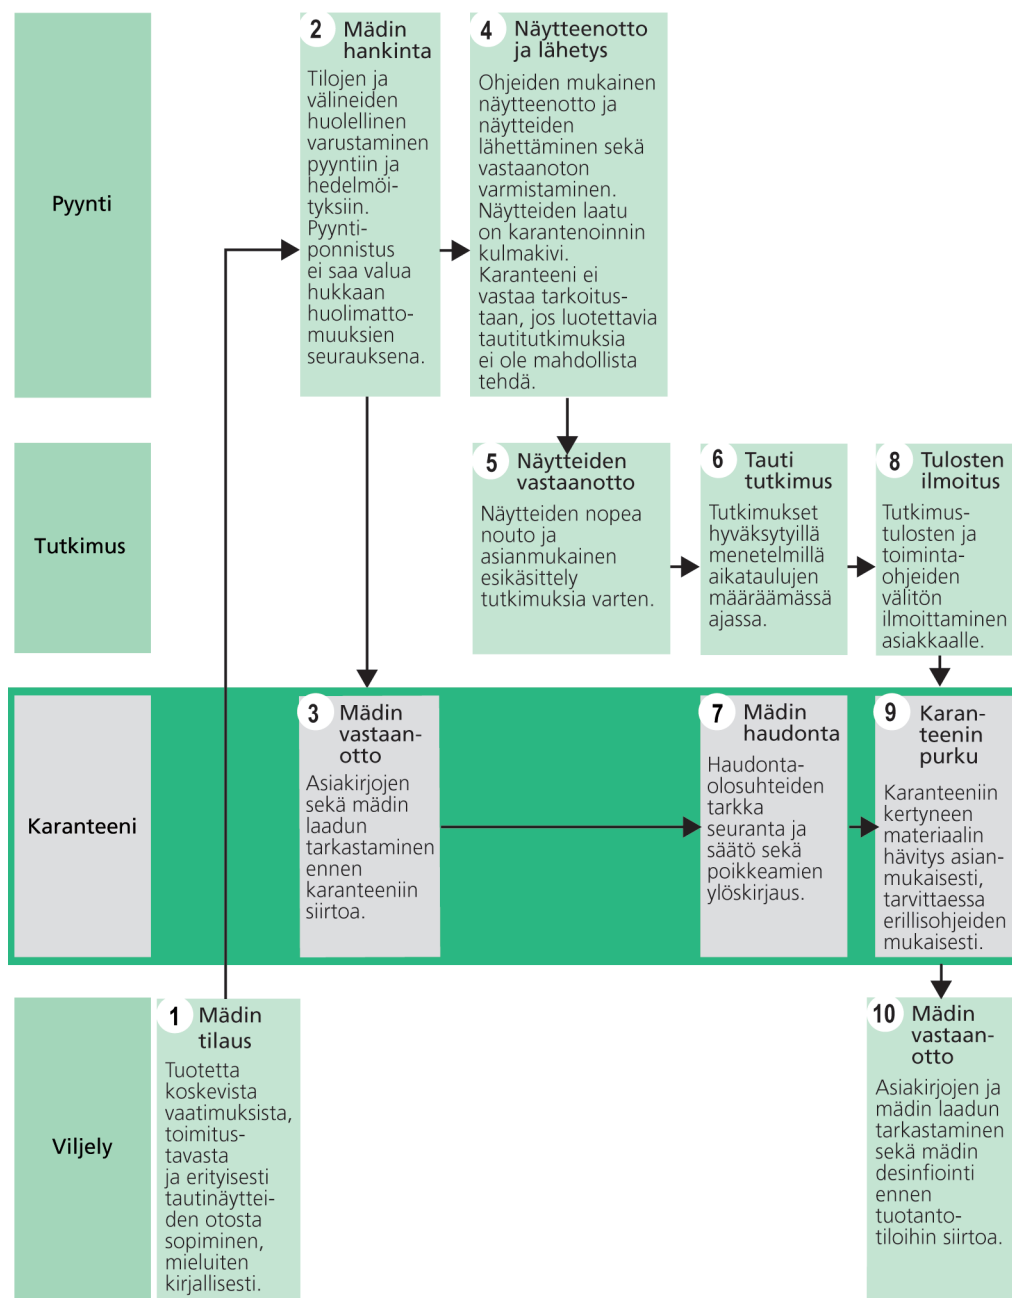 Pyynti
2 Mädin
hankinta
Tilojen ja
välineiden
huolellinen
varustaminen
pyyntiin ja
hedelmöi-
tyksiin.
Pyynti-
ponnistus
ei saa valua
hukkaan
huolimatto-
muuksien
seurauksena.
4 Näytteenotto
ja lähetys
Ohjeiden mukainen
näytteenotto ja
näytteiden
lähettäminen sekä
vastaanoton
varmistaminen.
Näytteiden laatu
on karantenoinnin
kulmakivi.
Karanteeni ei
vastaa tarkoitus-
taan, jos luotettavia
tautitutkimuksia
ei ole mahdollista
tehdä.
Tutkimus
5 Näytteiden
vastaanotto
Näytteiden nopea
nouto ja
asianmukainen
esikäsittely
tutkimuksia varten.
6 Tauti
tutkimus
Tutkimukset
hyväksytyillä
menetelmillä
aikataulujen
määräämässä
ajassa.
8 Tulosten
ilmoitus
Tutkimus-
tulosten ja
toiminta-
ohjeiden
välitön
ilmoittaminen
asiakkaalle.
Karanteeni
3 Mädin
vastaan-
otto
Asiakirjojen
sekä mädin
laadun
tarkastaminen
ennen
karanteeniin
siirtoa.
7 Mädin
haudonta
Haudonta-
olosuhteiden
tarkka
seuranta ja
säätö sekä
poikkeamien
ylöskirjaus.
9 Karan-
teenin
purku
Karanteeniin
kertyneen
materiaalin
hävitys asian-
mukaisesti,
tarvittaessa
erillisohjeiden
mukaisesti.
Viljely
1 Mädin
tilaus
Tuotetta
koskevista
vaatimuksista,
toimitus-
tavasta
ja erityisesti
tautinäyttei-
den otosta
sopiminen,
mieluiten
kirjallisesti.
10 Mädin
vastaan-
otto
Asiakirjojen ja
mädin laadun
tarkastaminen
sekä mädin
desinfiointi
ennen
tuotanto-
tiloihin siirtoa.